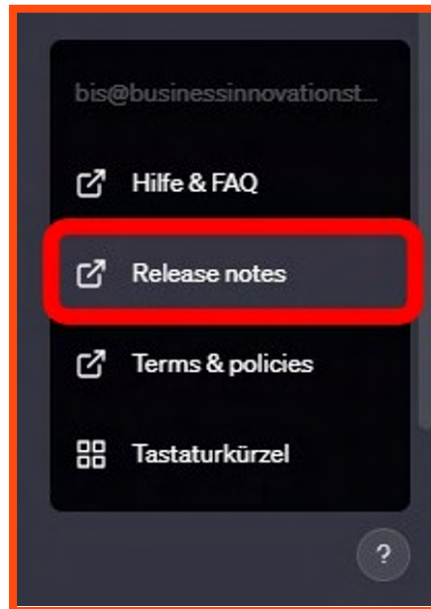 bis@businessinnovationst...
Hilfe & FAQ
Release notes
Terms & policies
Tastaturkürzel
?